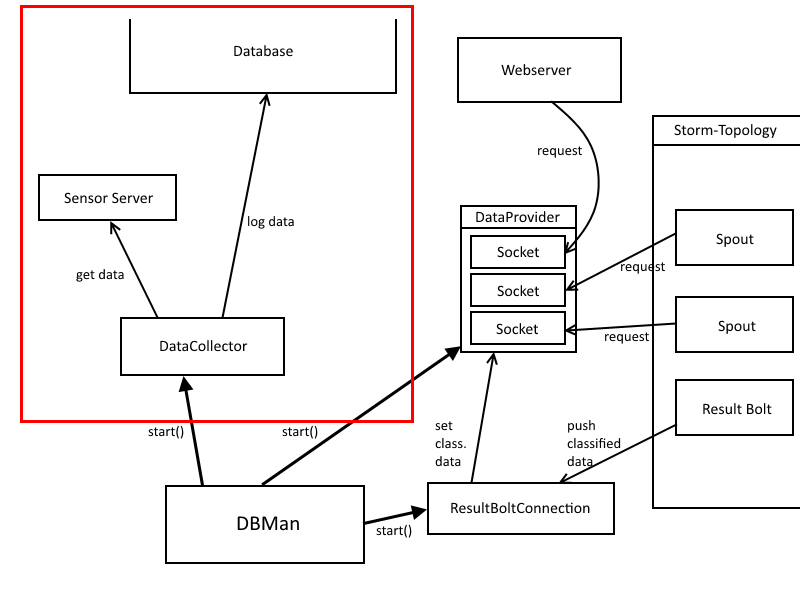 Database
Webserver
Storm-Topology
request
Sensor Server
DataProvider
log data
Socket
Spout
get data
request
Socket
Socket
Spout
request
DataCollector
Result Bolt
start()
start()
set
class.
data
push
classified
data
ResultBoltConnection
DBMan
start()